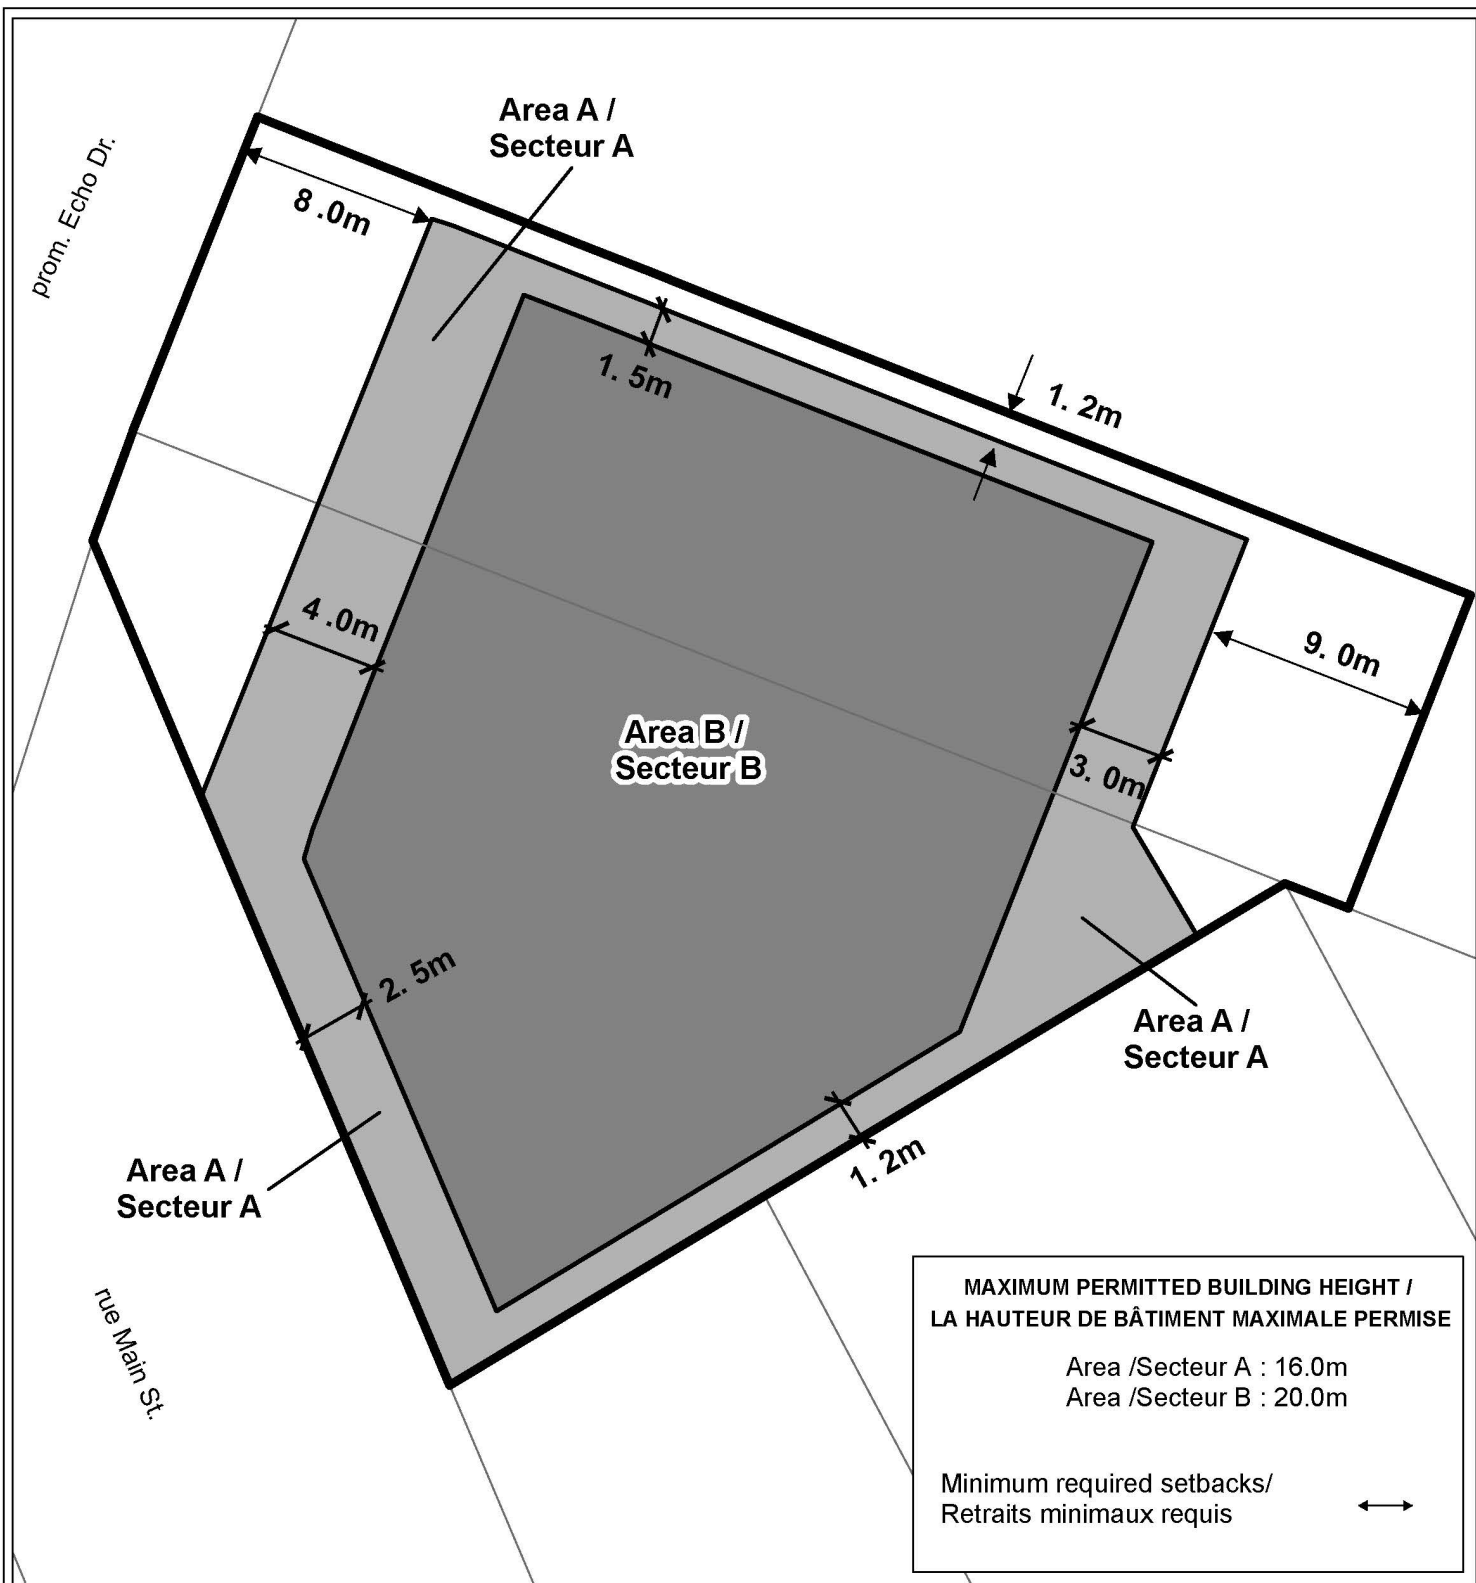 Area A /
Secteur A
prom. Echo Dr.
8 .0m
1. 5m
1. 2m
4 .0m
9. 0m
Area B /
Secteur B
3. 0m
2. 5m
Area A /
Secteur A
1. 2m
Area A /
Secteur A
rue Main St.
MAXIMUM PERMITTED BUILDING HEIGHT /
LA HAUTEUR DE BÂTIMENT MAXIMALE PERMISE
Area /Secteur A : 16.0m
Area /Secteur B : 20.0m
Minimum required setbacks/
Retraits minimaux requis